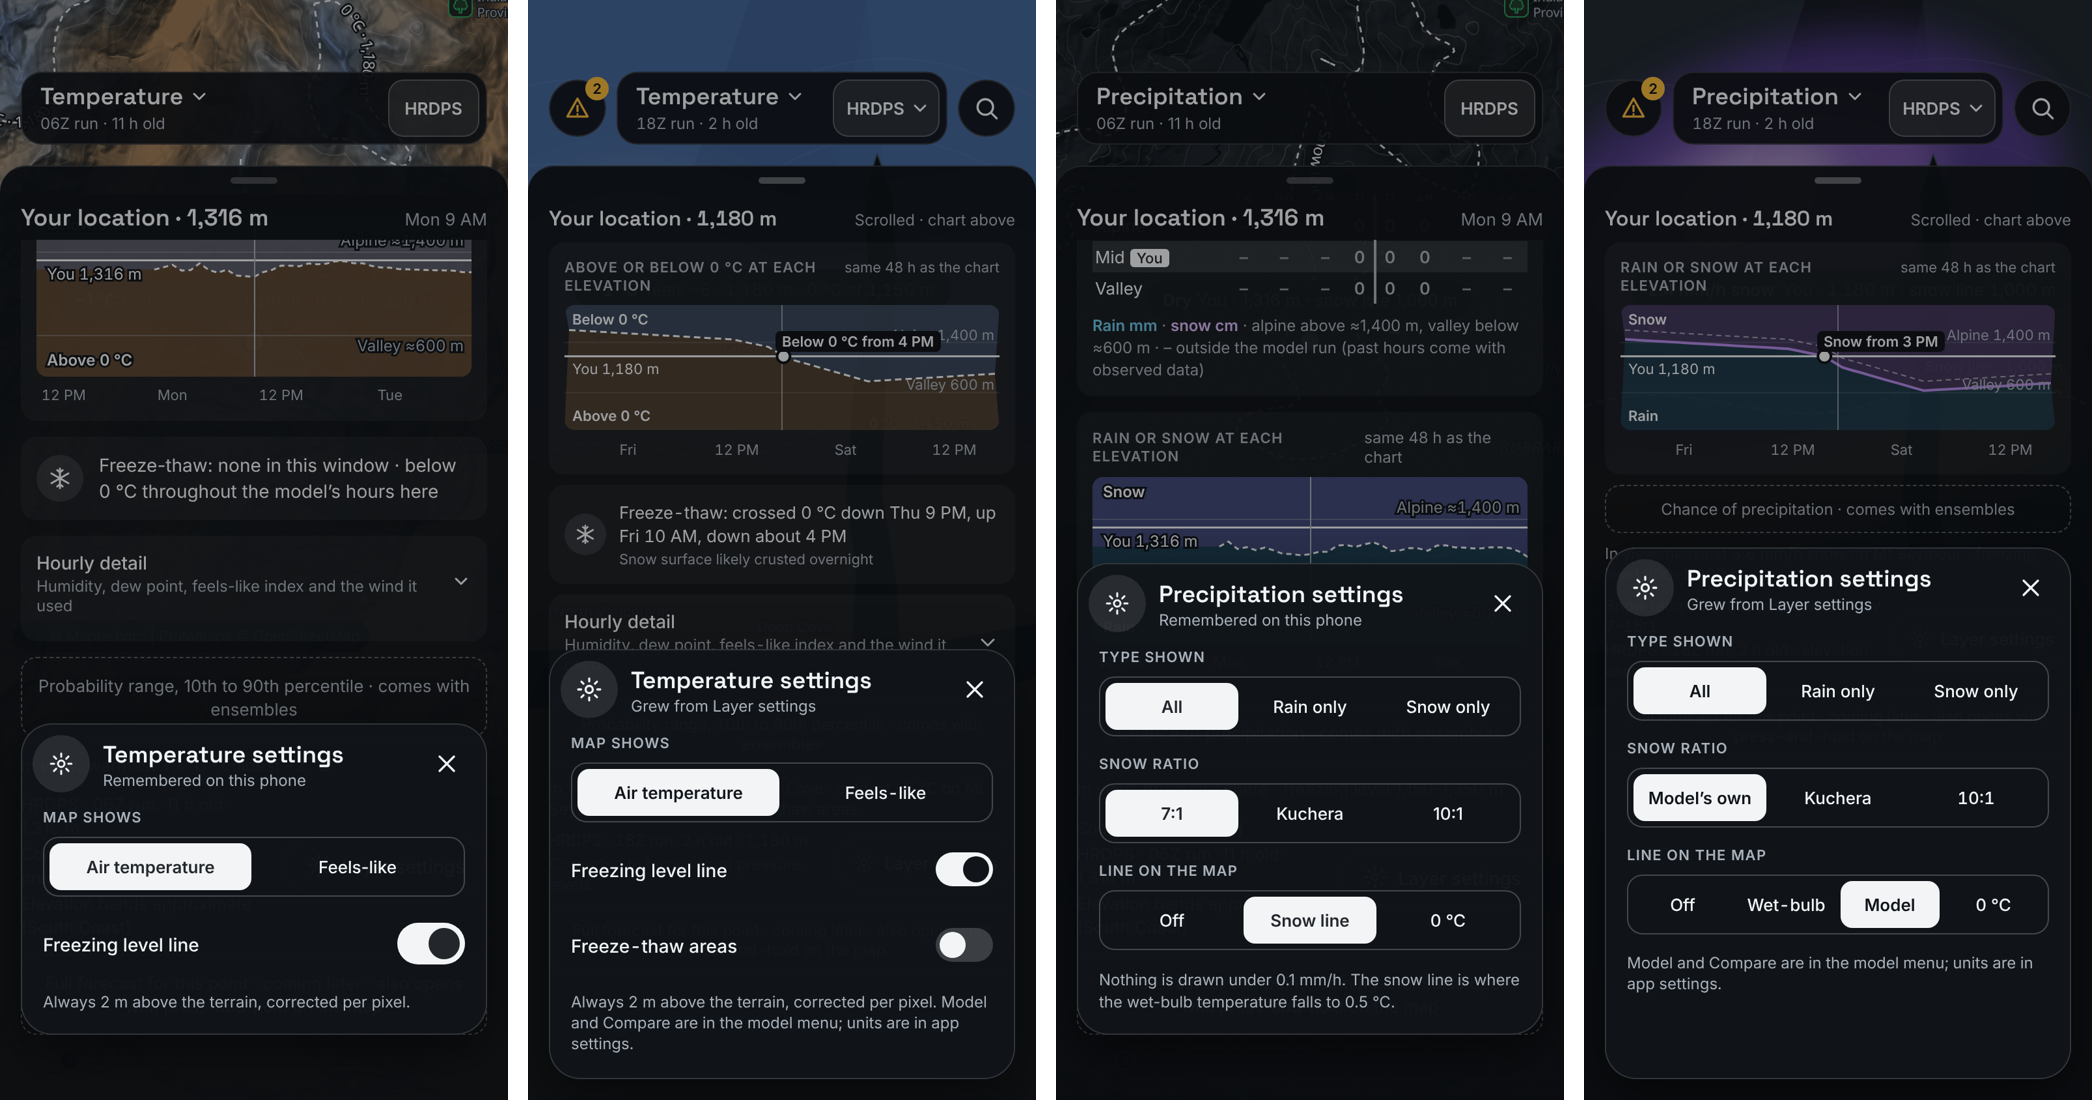 0°C · 1,180
Provi
Temperature
06Z run · 11 h old
HRDPS
Your location · 1,316 m
Mon 9 AM
Alpine ≈1,400 m
You 1,316 m
Valley ≈600 m
Above 0 °C
12 PM Mon 12 PM Tue
Freeze-thaw: none in this window · below
0 °C throughout the model's hours here
Hourly detail
Humidity, dew point, feels-like index and the wind it
used
Probability range, 10th to 90th percentile · comes with
ensembles
Temperature settings
Remembered on this phone
MAP SHOWS
Air temperature
Feels-like
Freezing level line
Always 2 m above the terrain, corrected per pixel.
2
Temperature
18Z run · 2 h old
HRDPS
Your location · 1,180 m
Scrolled · chart above
ABOVE OR BELOW 0 °C AT EACH
ELEVATION
same 48 h as the chart
Below 0 °C
1,400 m
Below 0 °C from 4 PM
You 1,180 m
Valley 600 m
Above 0 °C
Fri 12 PM Sat 12 PM
Freeze-thaw: crossed 0 °C down Thu 9 PM, up
Fri 10 AM, down about 4 PM
Snow surface likely crusted overnight
Hourly detail
Humidity, dew point, feels-like index and the wind it
Temperature settings
Grew from Layer settings
MAP SHOWS
Air temperature
Feels-like
Freezing level line
Freeze-thaw areas
Always 2 m above the terrain, corrected per pixel. Model
and Compare are in the model menu; units are in app
settings.
Provi
Precipitation
06Z run · 11 h old
HRDPS
Your location · 1,316 m
Mon 9 AM
Mid You – – – 0 0 0 – –
Valley – – – 0 0 0 – –
Rain mm · snow cm · alpine above ≈1,400 m, valley below
≈600 m · – outside the model run (past hours come with
observed data)
RAIN OR SNOW AT EACH
ELEVATION
same 48 h as the
chart
Snow
Alpine ≈1,400 m
You 1,316 m
Precipitation settings
Remembered on this phone
TYPE SHOWN
All
Rain only
Snow only
SNOW RATIO
7:1
Kuchera
10:1
LINE ON THE MAP
Off
Snow line
0 °C
Nothing is drawn under 0.1 mm/h. The snow line is where
the wet-bulb temperature falls to 0.5 °C.
2
Precipitation
18Z run · 2 h old
HRDPS
Your location · 1,180 m
Scrolled · chart above
RAIN OR SNOW AT EACH
ELEVATION
same 48 h as the chart
Snow
Alpine 1,400 m
Snow from 3 PM
You 1,180 m
Valley 600 m
Rain
Fri 12 PM Sat 12 PM
Chance of precipitation · comes with ensembles
Precipitation settings
Grew from Layer settings
TYPE SHOWN
All
Rain only
Snow only
SNOW RATIO
Model's own
Kuchera
10:1
LINE ON THE MAP
Off
Wet-bulb
Model
0 °C
Model and Compare are in the model menu; units are in
app settings.